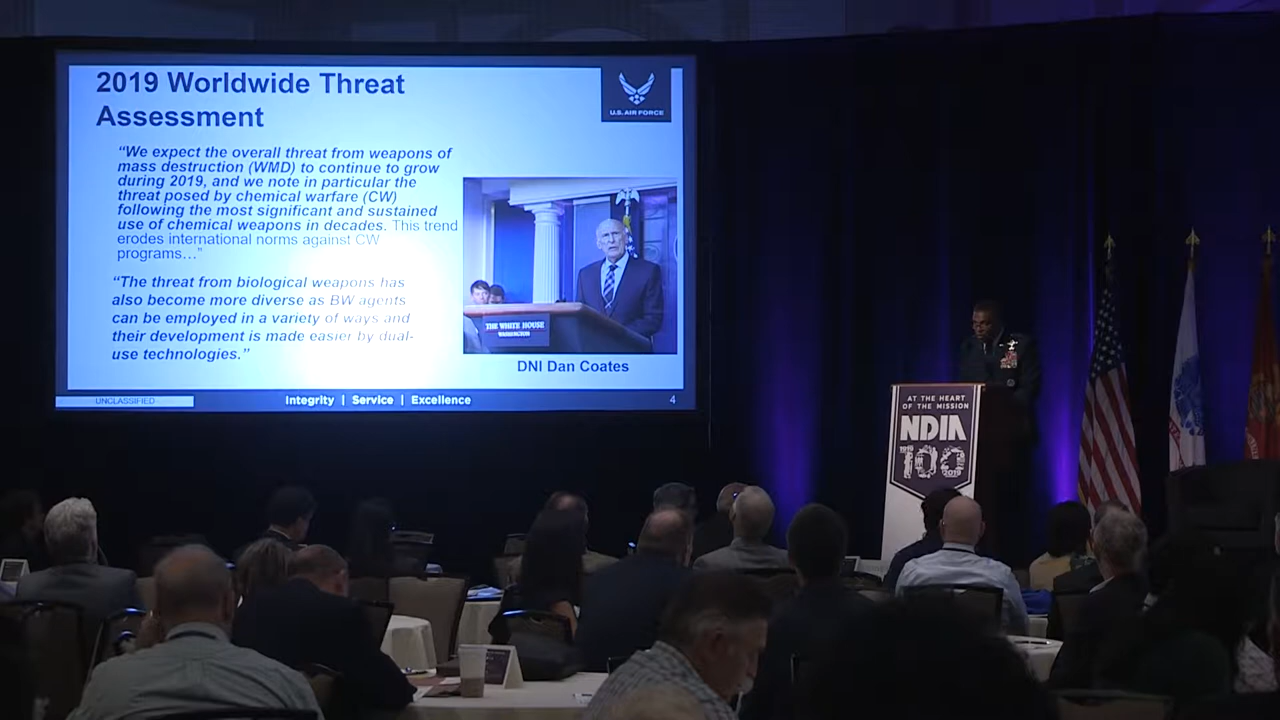 2019 Worldwide Threat
Assessment
U.S. AIR FORCE
“We expect the overall threat from weapons of
mass destruction (WMD) to continue to grow
during 2019, and we note in particular the
threat posed by chemical warfare (CW)
following the most significant and sustained
use of chemical weapons in decades. This trend
erodes international norms against CW
programs…”
“The threat from biological weapons has
also become more diverse as BW agents
can be employed in a variety of ways and
their development is made easier by dual-
use technologies.”
THE WHITE HOUSE
WASHINGTON
DNI Dan Coates
UNCLASSIFIED
Integrity | Service | Excellence
4
AT THE HEART
OF THE MISSION
NDIA
1919
100
2019